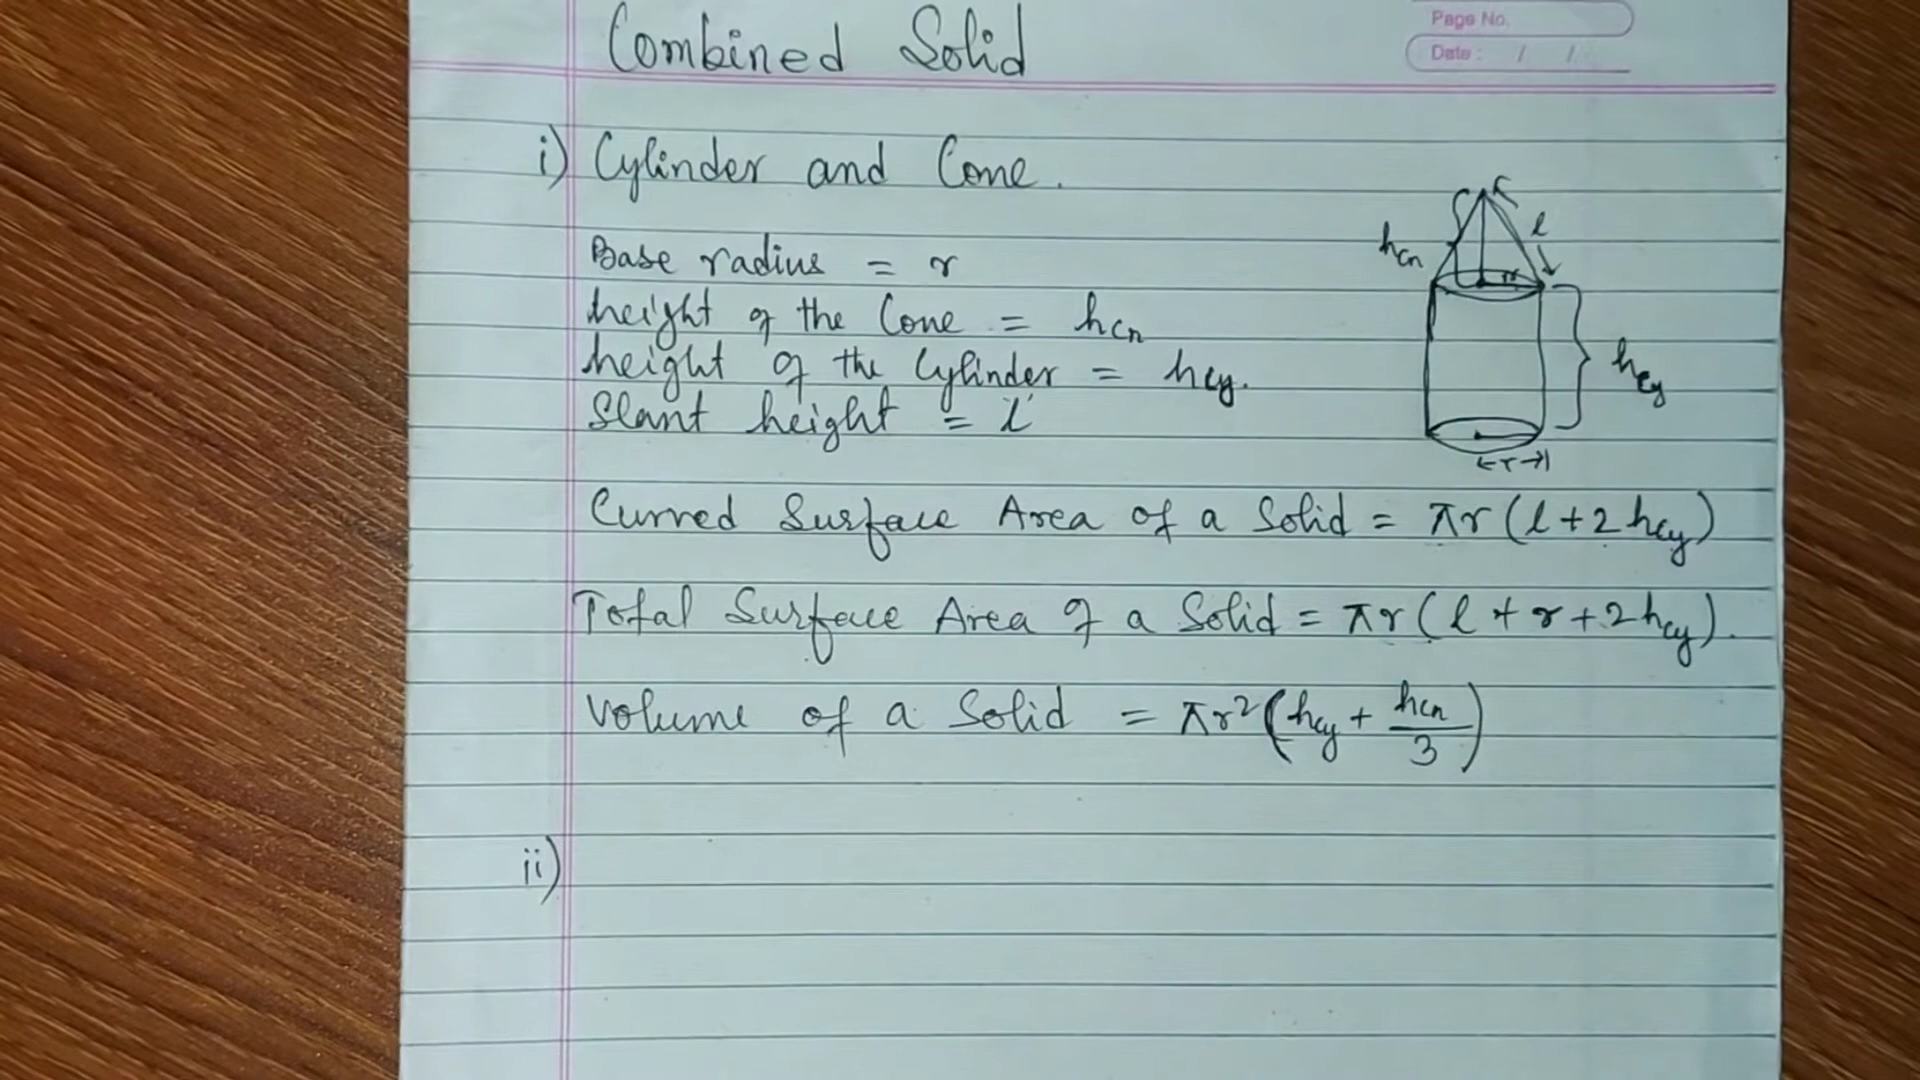 Combined Solid
Page No.
Date : / /
i) Cylinder and Cone.
Base radius = r
height of the Cone = hcn
height of the Cylinder = hcy.
Slant height = l
hcn
l
r
hcy
r
Curved Surface Area of a Solid = πr(l+2hcy)
Total Surface Area of a Solid = πr(l+r+2hcy).
Volume of a Solid = πr²(hcy + hcn/3)
ii)